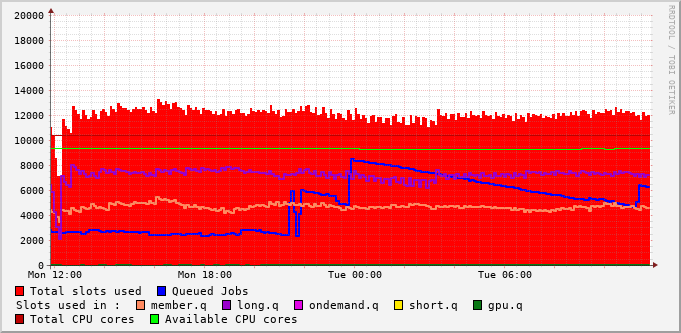 20000
18000
16000
14000
12000
10000
8000
6000
4000
2000
0
Mon 12:00 Mon 18:00 Tue 00:00 Tue 06:00
RRDTOOL / TOBI OETIKER
Total slots used Queued Jobs
Slots used in : member.q long.q ondemand.q short.q gpu.q
Total CPU cores Available CPU cores